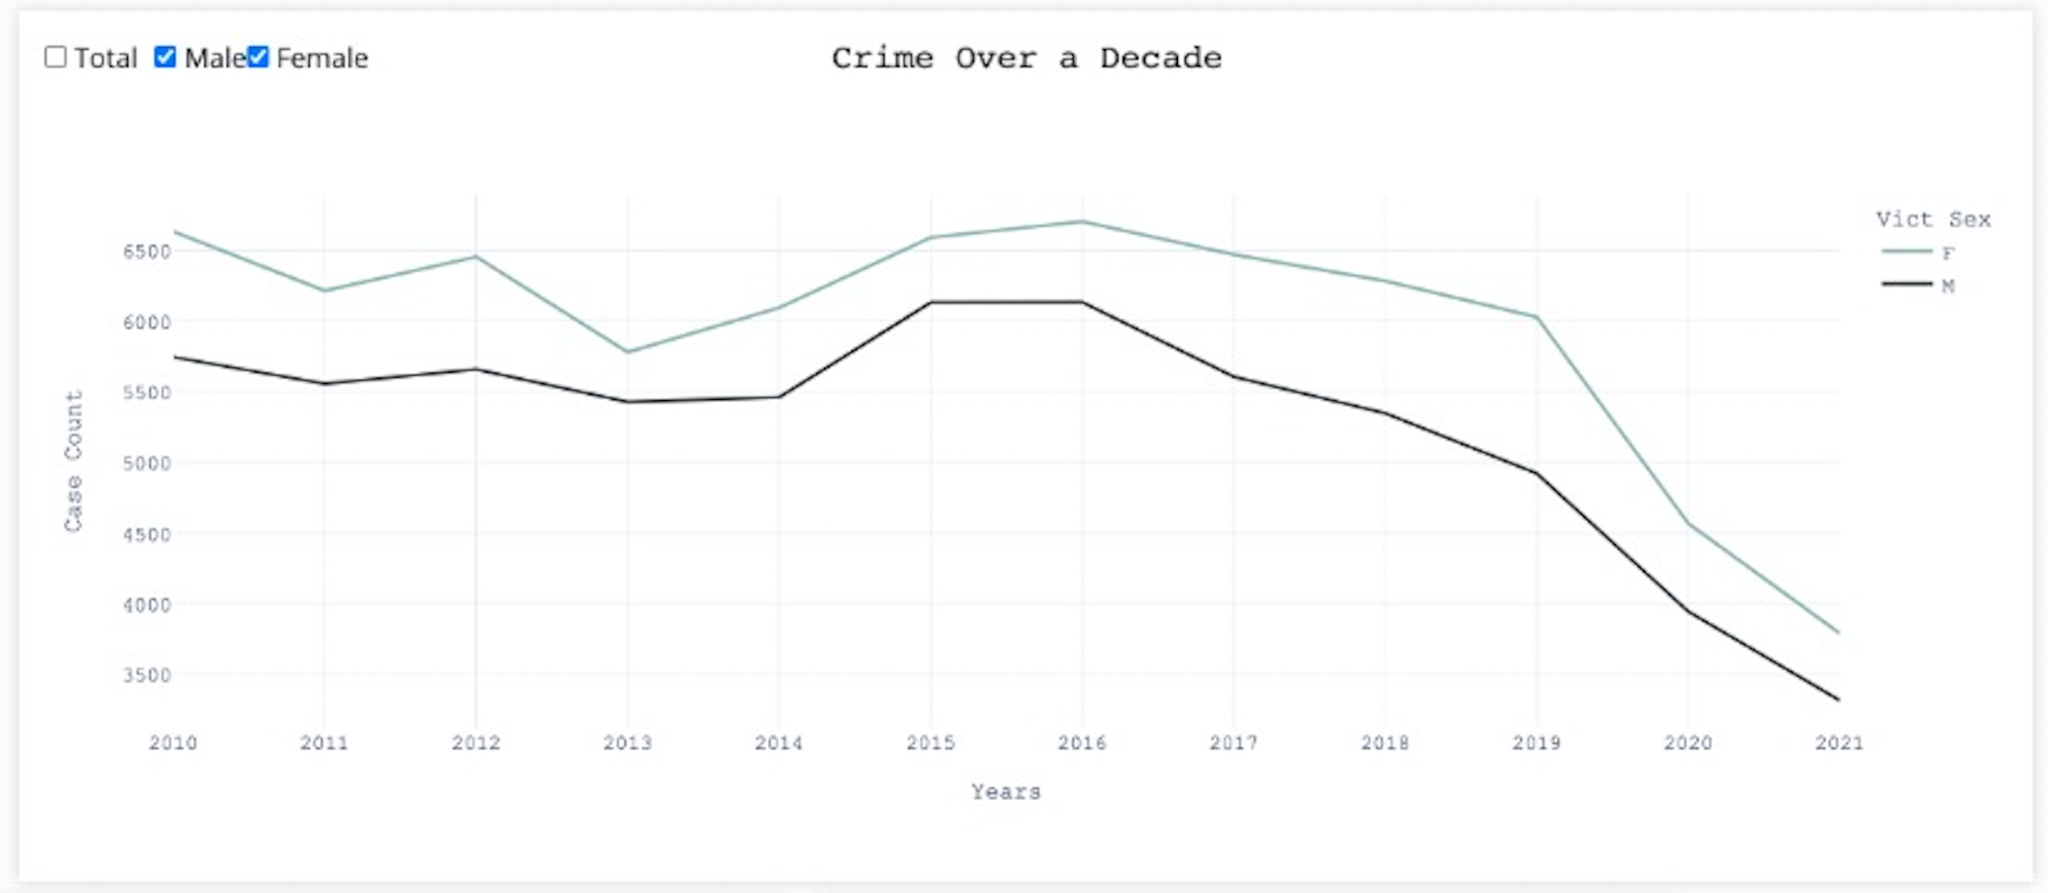 Total Male Female
Crime Over a Decade
Vict Sex
F
M
6500
6000
5500
5000
4500
4000
3500
Case Count
2010 2011 2012 2013 2014 2015 2016 2017 2018 2019 2020 2021
Years